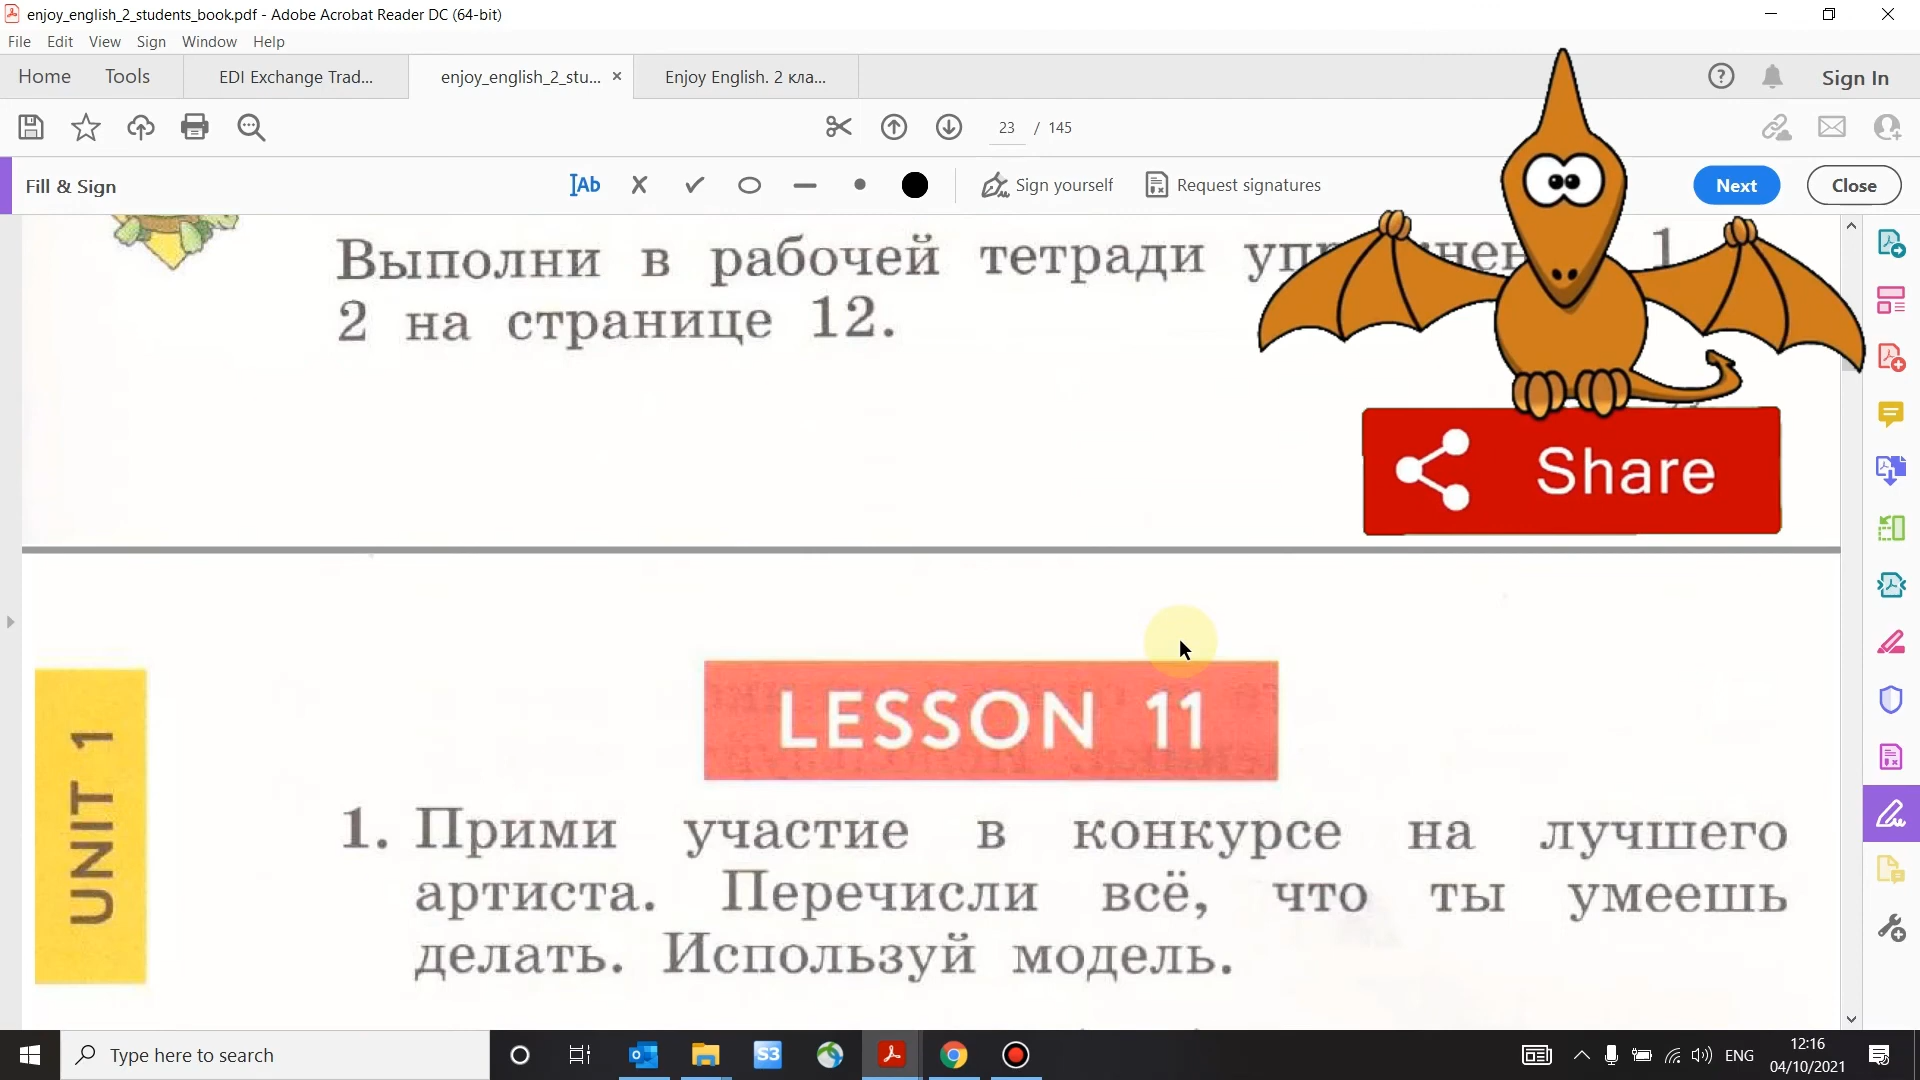 enjoy_english_2_students_book.pdf - Adobe Acrobat Reader DC (64-bit)
File Edit View Sign Window Help
Home Tools EDI Exchange Trad... enjoy_english_2_stu... × Enjoy English. 2 кла... Sign In
23 / 145
Fill & Sign Ab Sign yourself Request signatures Next Close
Выполни в рабочей тетради 1
2 на странице 12.
Share
LESSON 11
UNIT 1
1. Прими участие в конкурсе на лучшего
артиста. Перечисли всё, что ты умеешь
делать. Используй модель.
Type here to search S3 ENG 12:16
04/10/2021